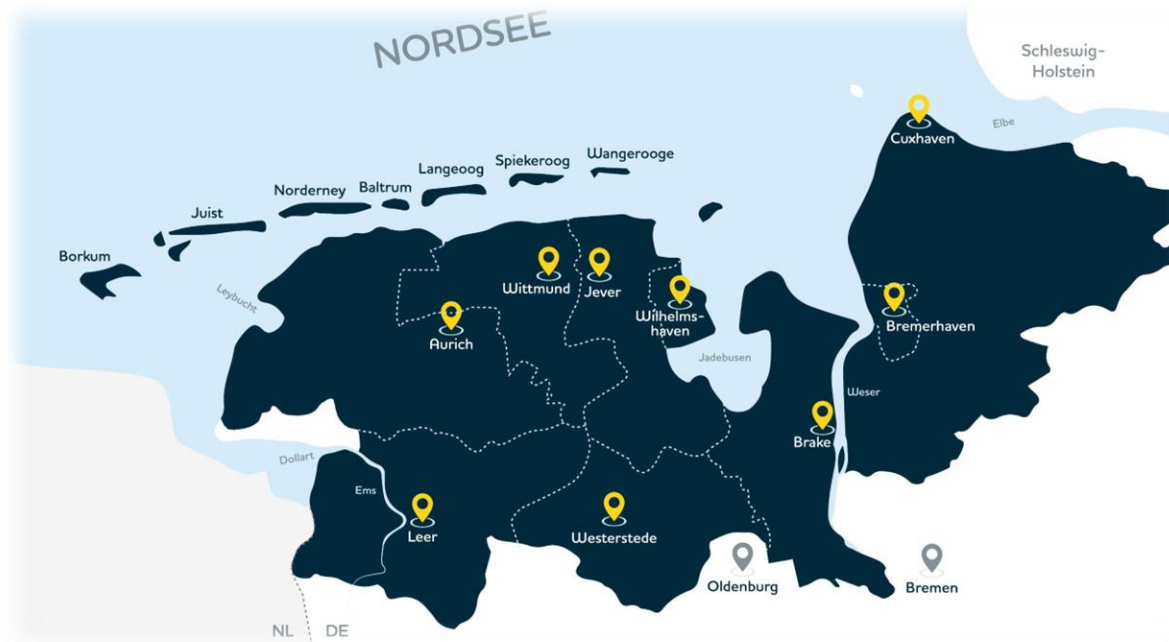 NORDSEE
Schleswig-
Holstein
Elbe
Cuxhaven
Wangerooge
Spiekeroog
Langeoog
Baltrum
Norderney
Juist
Borkum
Leybucht
Wittmund
Jever
Wilhelms-
haven
Aurich
Bremerhaven
Jadebusen
Weser
Brake
Dollart
Ems
Leer
Westerstede
Oldenburg
Bremen
NL
DE